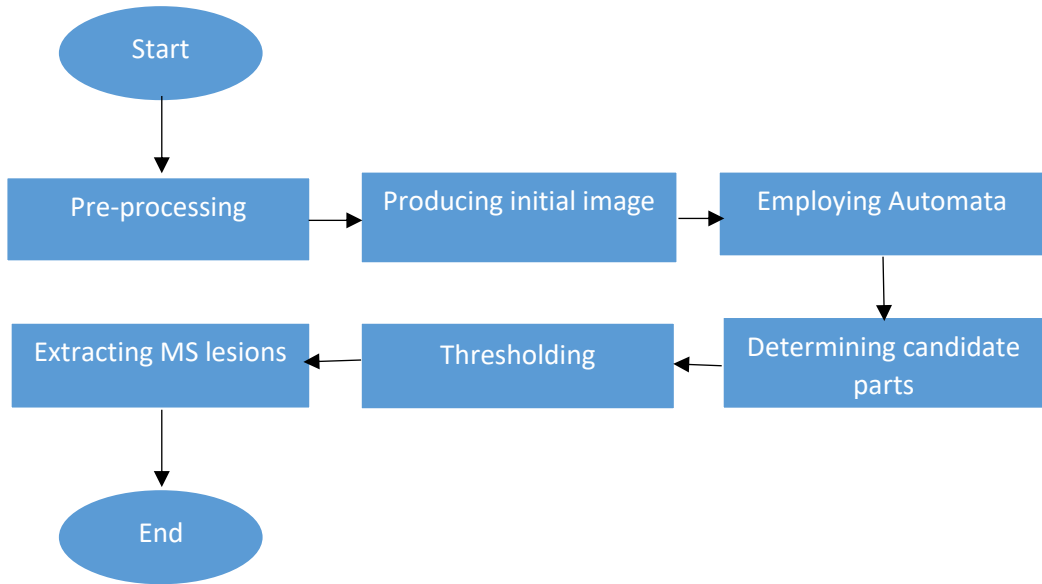 Start
Pre-processing
Producing initial image
Employing Automata
Determining candidate
parts
Thresholding
Extracting MS lesions
End